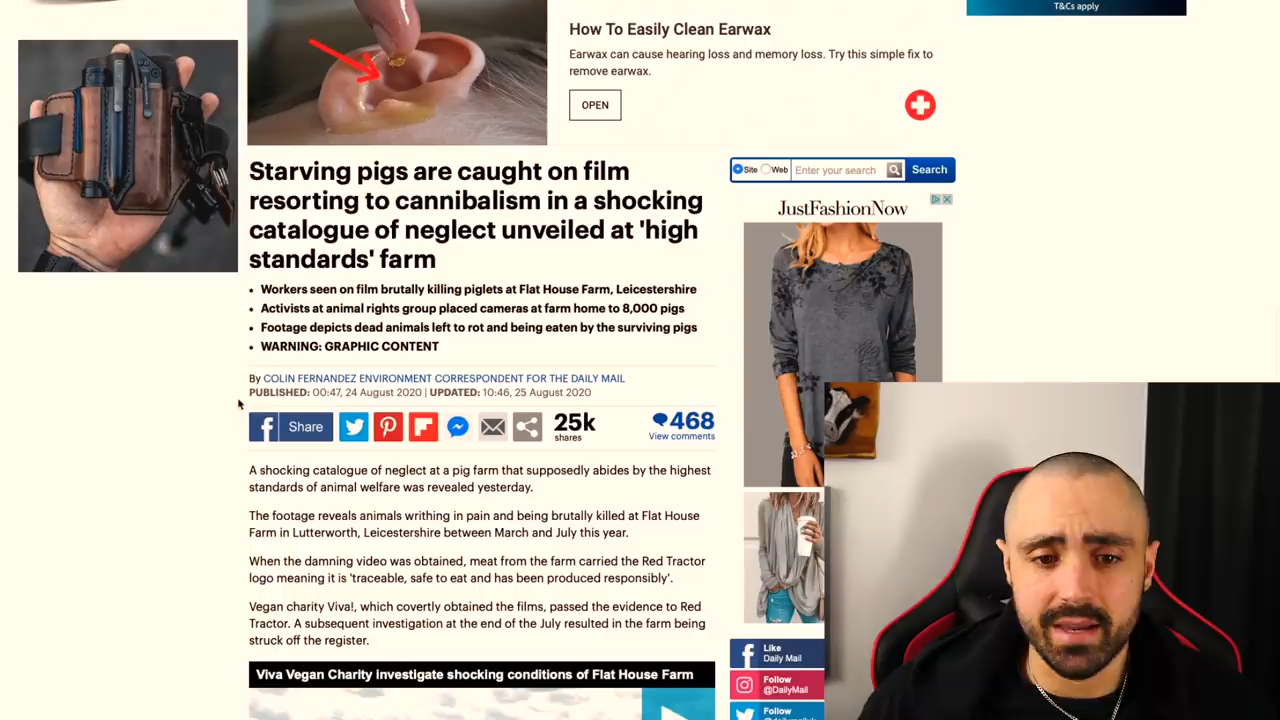 T&Cs apply
How To Easily Clean Earwax
Earwax can cause hearing loss and memory loss. Try this simple fix to
remove earwax.
OPEN
Starving pigs are caught on film
resorting to cannibalism in a shocking
catalogue of neglect unveiled at 'high
standards' farm
Workers seen on film brutally killing piglets at Flat House Farm, Leicestershire
Activists at animal rights group placed cameras at farm home to 8,000 pigs
Footage depicts dead animals left to rot and being eaten by the surviving pigs
WARNING: GRAPHIC CONTENT
By COLIN FERNANDEZ ENVIRONMENT CORRESPONDENT FOR THE DAILY MAIL
PUBLISHED: 00:47, 24 August 2020 | UPDATED: 10:46, 25 August 2020
Share
25k
shares
468
View comments
A shocking catalogue of neglect at a pig farm that supposedly abides by the highest
standards of animal welfare was revealed yesterday.
The footage reveals animals writhing in pain and being brutally killed at Flat House
Farm in Lutterworth, Leicestershire between March and July this year.
When the damning video was obtained, meat from the farm carried the Red Tractor
logo meaning it is 'traceable, safe to eat and has been produced responsibly'.
Vegan charity Viva!, which covertly obtained the films, passed the evidence to Red
Tractor. A subsequent investigation at the end of the July resulted in the farm being
struck off the register.
Viva Vegan Charity investigate shocking conditions of Flat House Farm
Site Web Enter your search Search
JUSTFASHIONNOW
Like
Daily Mail
Follow
@DailyMail
Follow